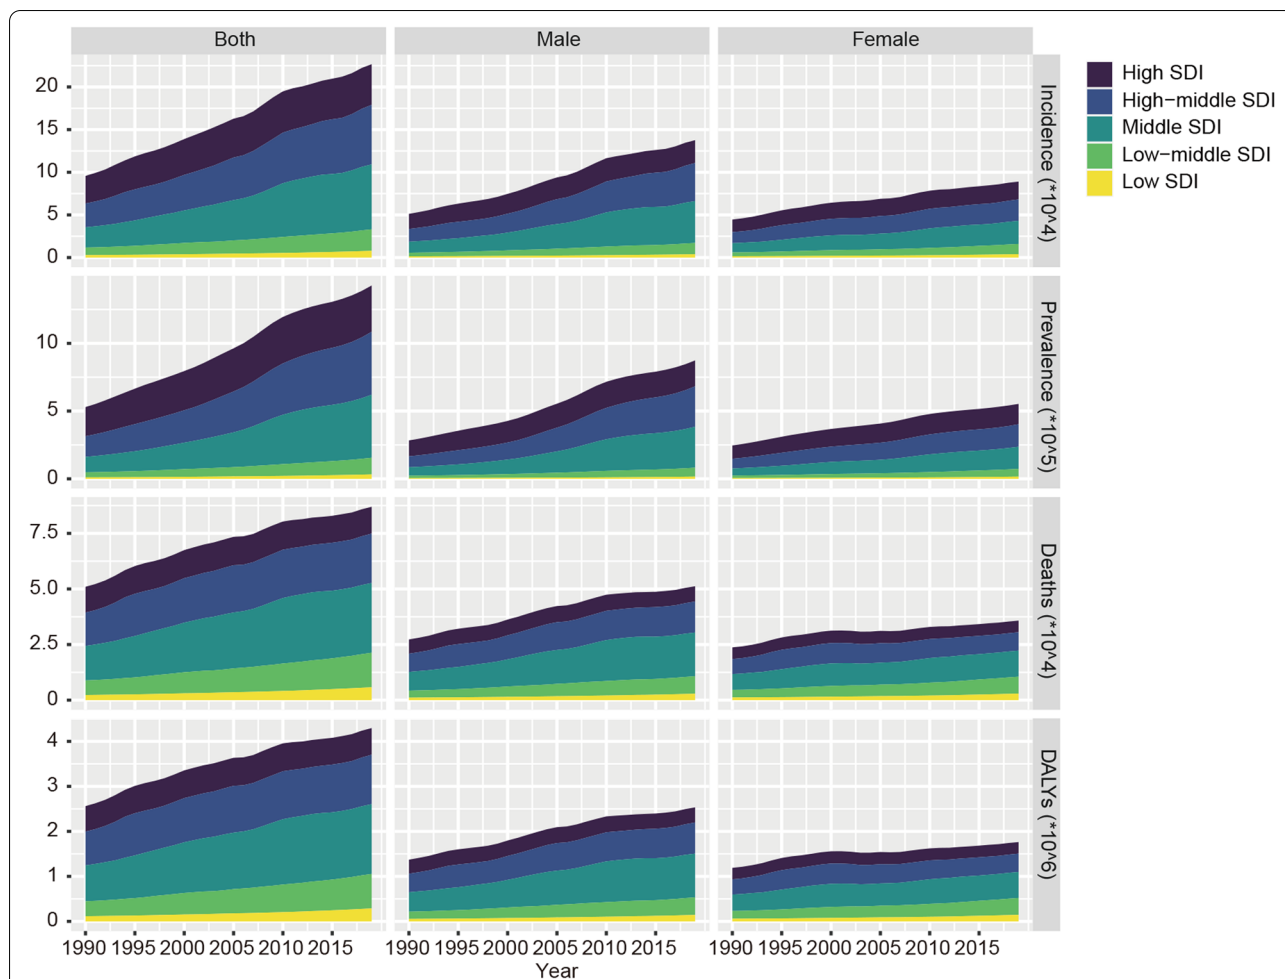 Both Male Female
High SDI
High-middle SDI
Middle SDI
Low-middle SDI
Low SDI
20
15
10
5
0
Incidence (*10^4)
10
5
0
Prevalence (*10^5)
7.5
5.0
2.5
0
Deaths (*10^4)
4
3
2
1
0
DALYs (*10^6)
1990 1995 2000 2005 2010 2015 1990 1995 2000 2005 2010 2015 1990 1995 2000 2005 2010 2015
Year